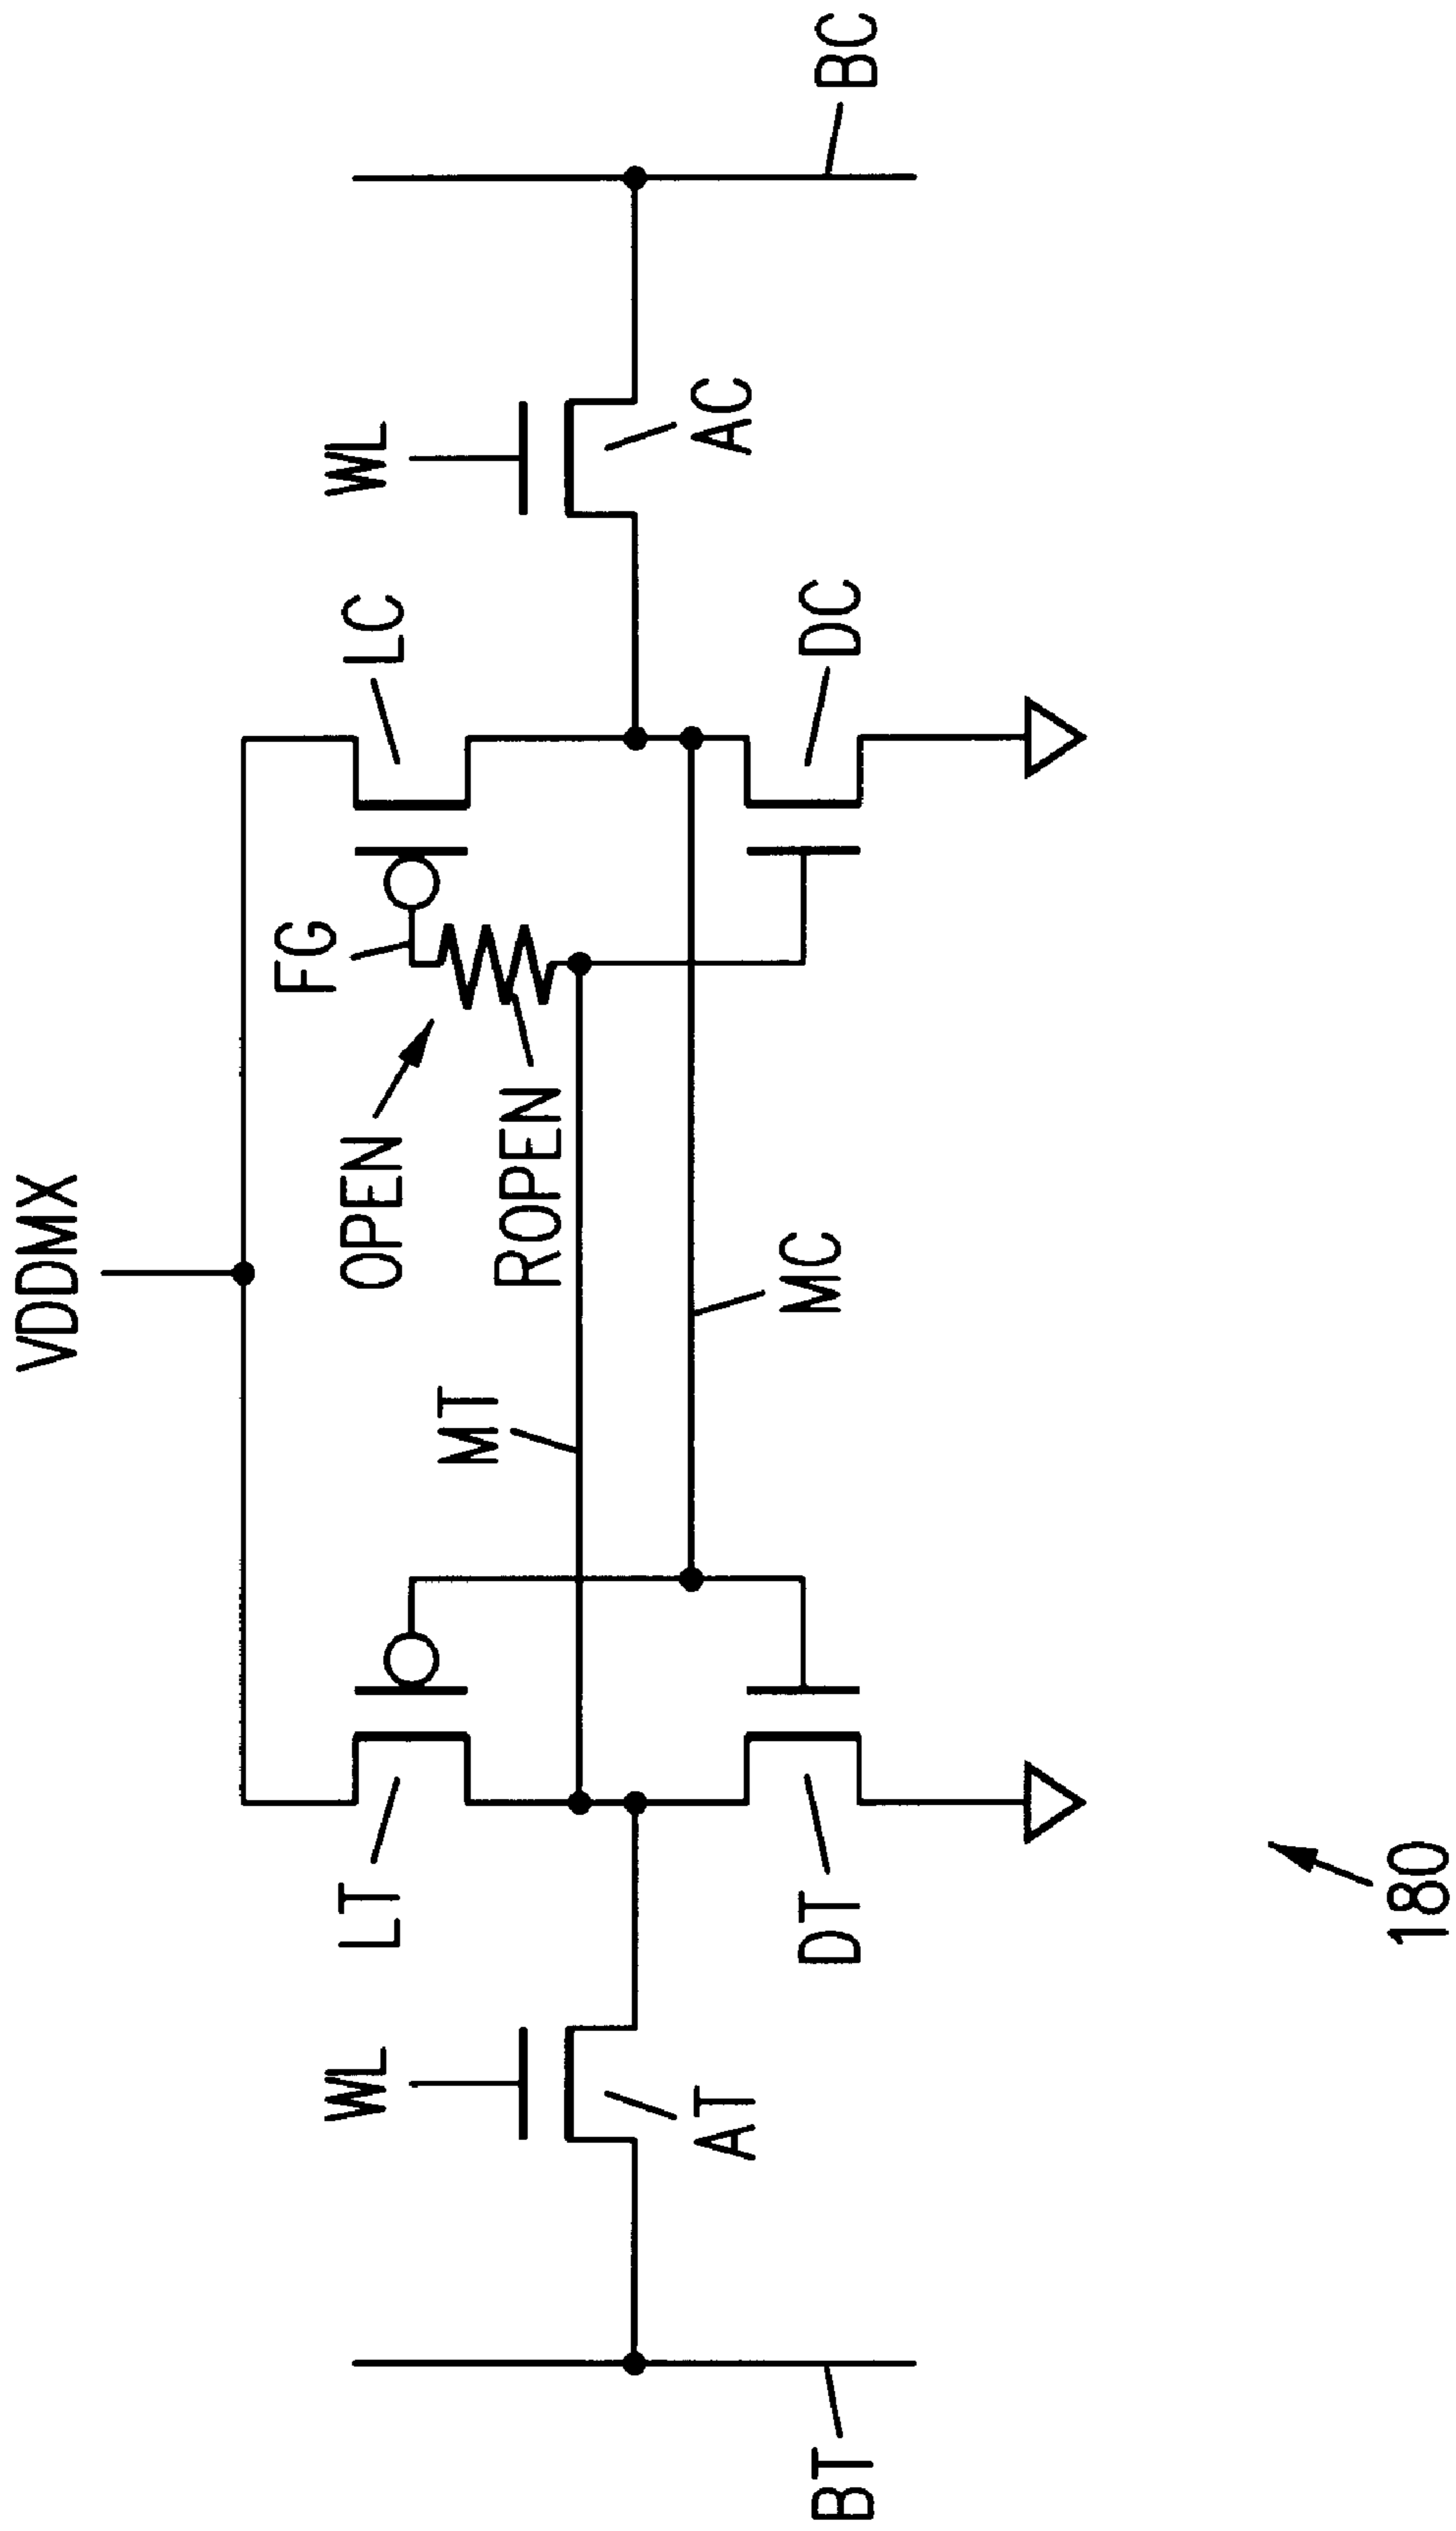 VDDMX
WL
LT
MT
OPEN
FG
LC
WL
ROPEN
AT
AC
BT
DT
MC
DC
BC
180